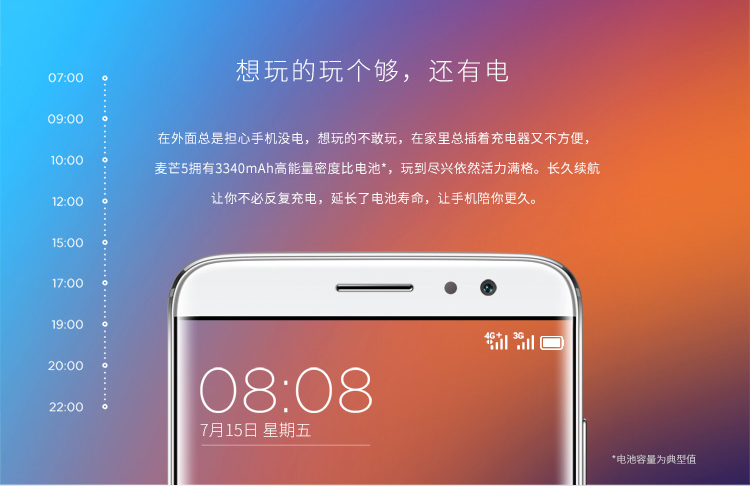 想玩的玩个够，还有电
在外面总是担心手机没电，想玩的不敢玩，在家里总插着充电器又不方便，
麦芒5拥有3340mAh高能量密度比电池*，玩到尽兴依然活力满格。长久续航
让你不必反复充电，延长了电池寿命，让手机陪你更久。
07:00
09:00
10:00
12:00
15:00
17:00
19:00
20:00
22:00
4G+ 3G
08:08
7月15日 星期五
*电池容量为典型值